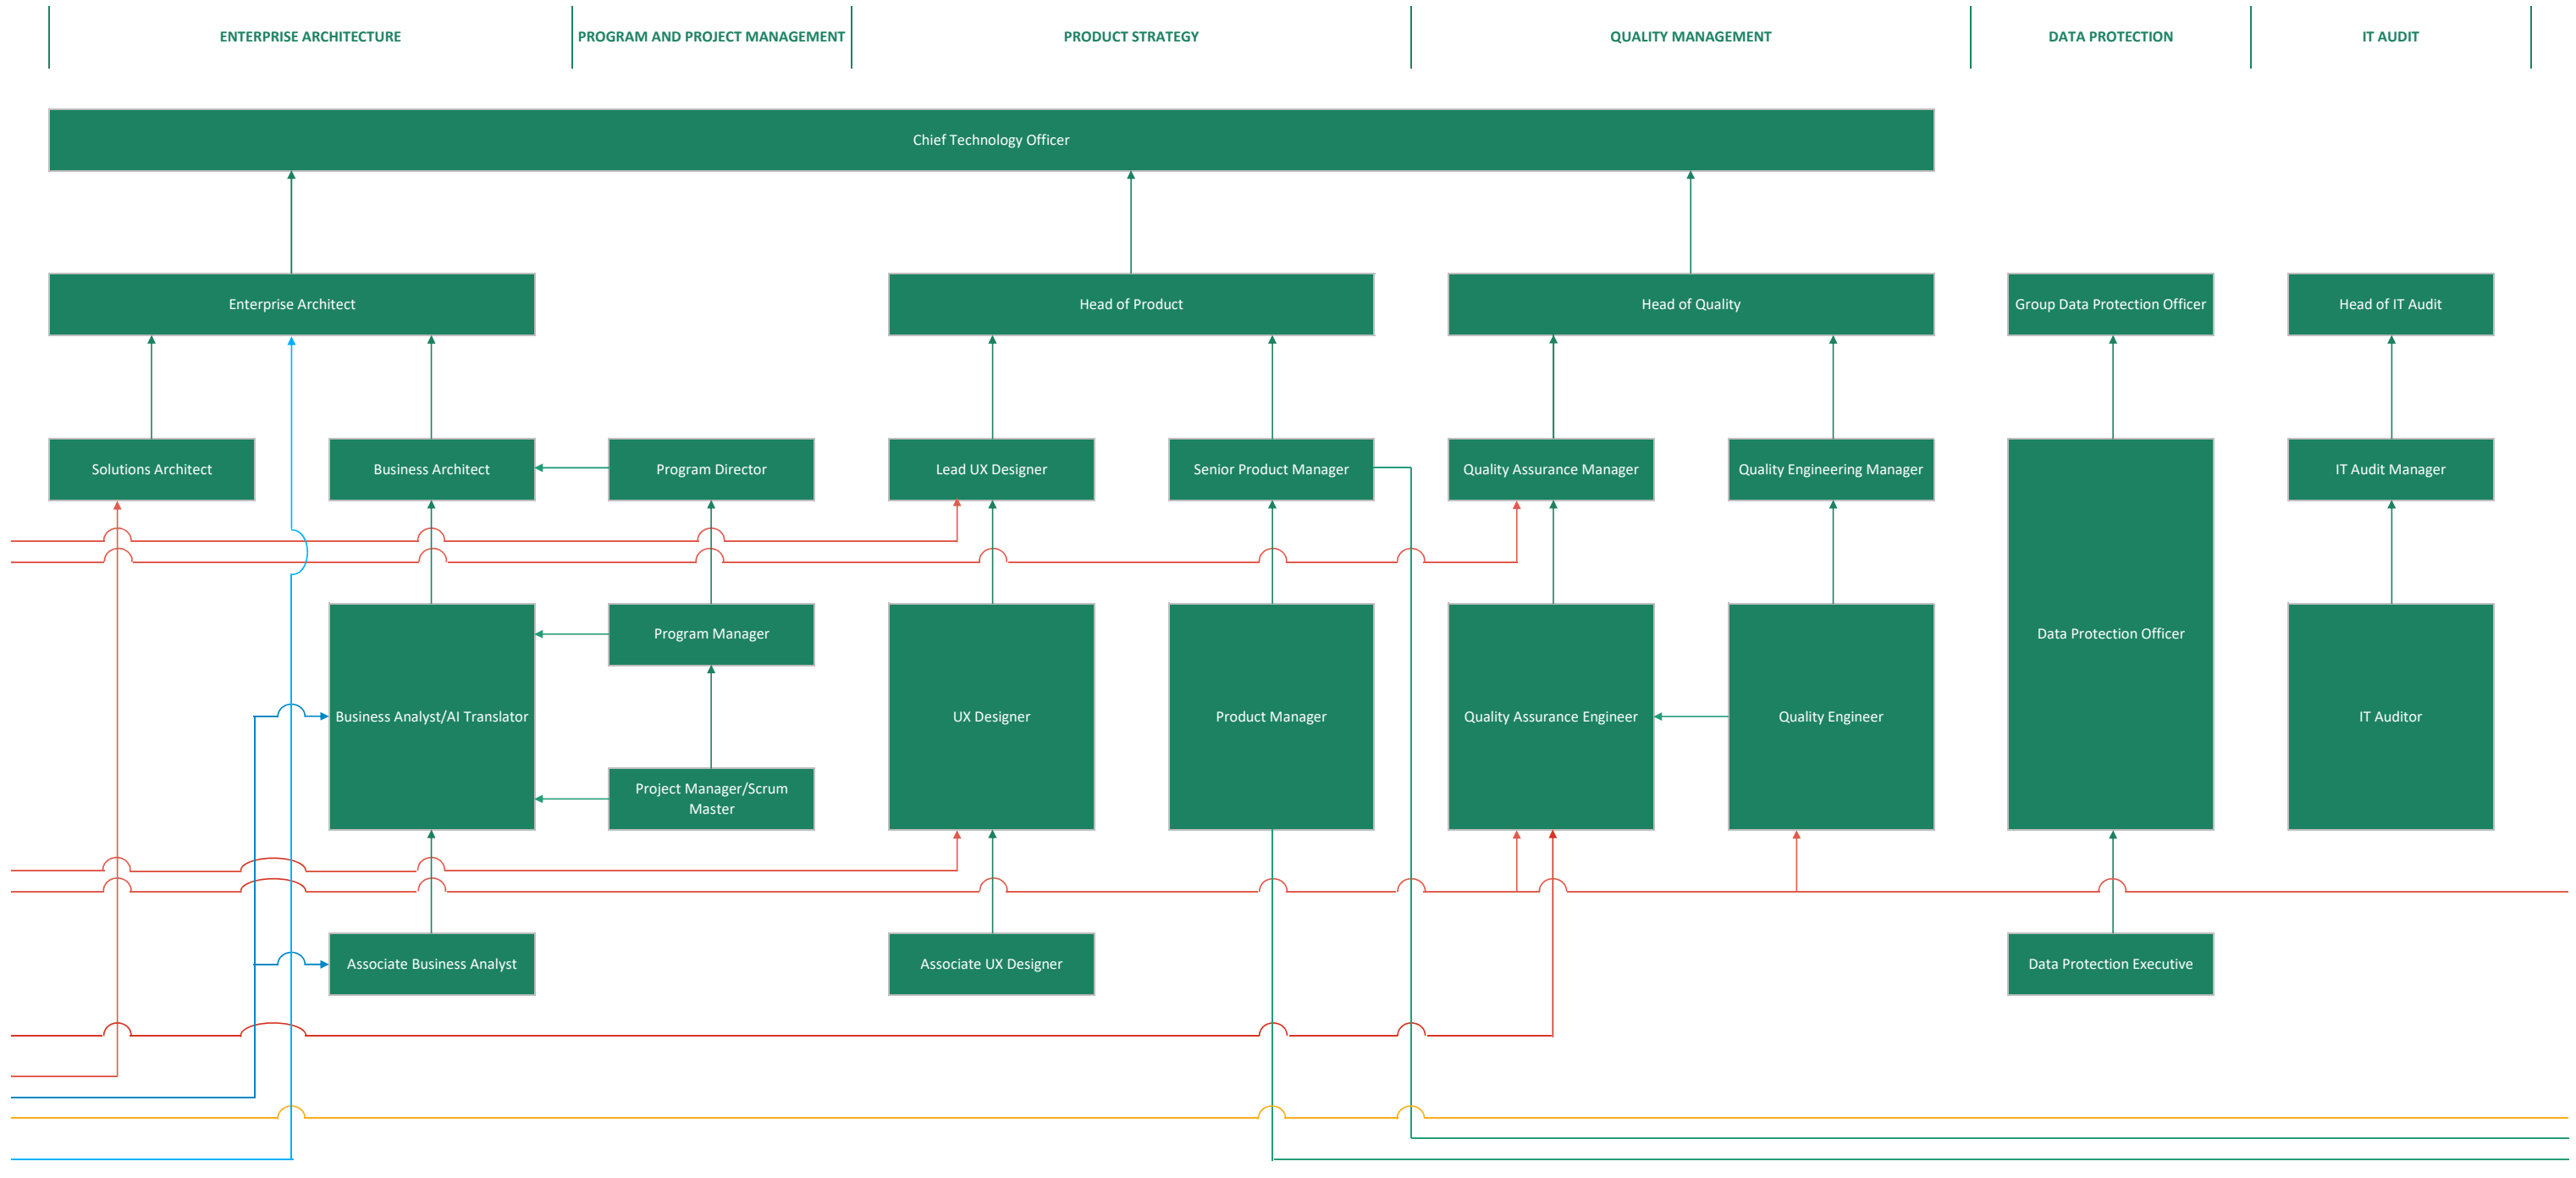 ENTERPRISE ARCHITECTURE
PROGRAM AND PROJECT MANAGEMENT
PRODUCT STRATEGY
QUALITY MANAGEMENT
DATA PROTECTION
IT AUDIT
Chief Technology Officer
Enterprise Architect
Head of Product
Head of Quality
Group Data Protection Officer
Head of IT Audit
Solutions Architect
Business Architect
Program Director
Lead UX Designer
Senior Product Manager
Quality Assurance Manager
Quality Engineering Manager
IT Audit Manager
Program Manager
Data Protection Officer
Business Analyst/AI Translator
UX Designer
Product Manager
Quality Assurance Engineer
Quality Engineer
IT Auditor
Project Manager/Scrum
Master
Associate Business Analyst
Associate UX Designer
Data Protection Executive